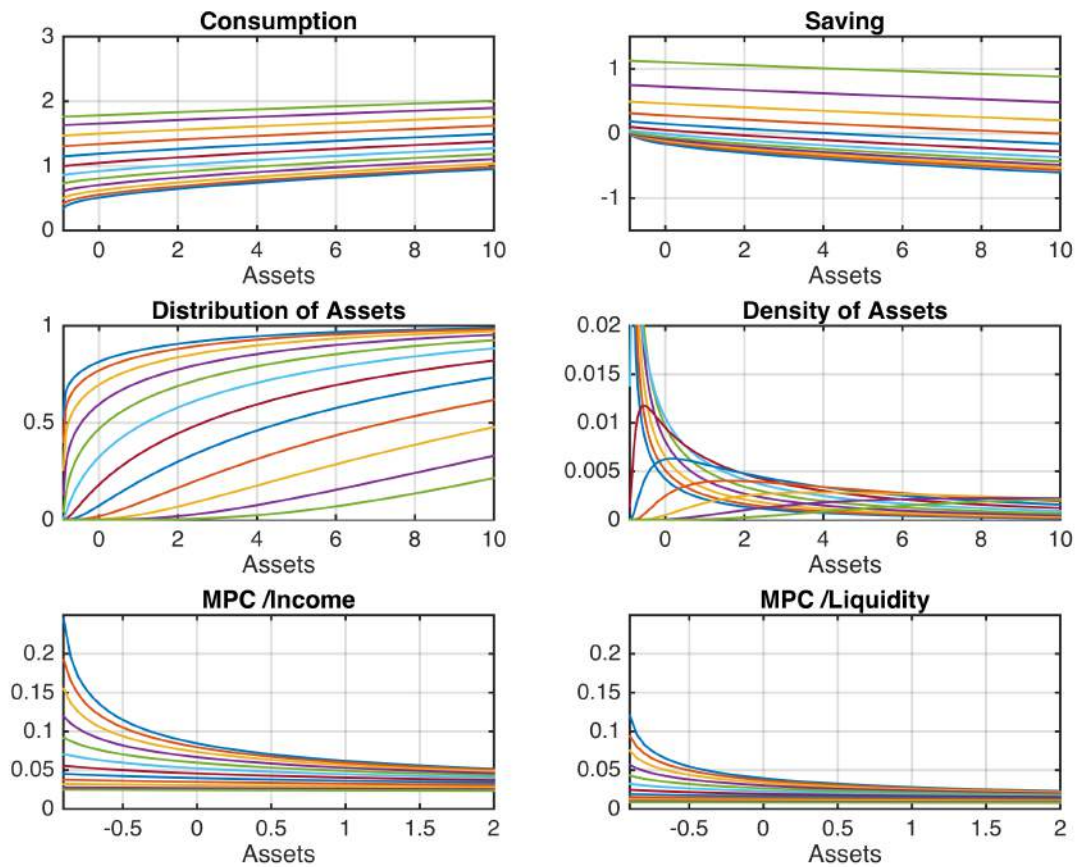 Consumption
3
2
1
0
0 2 4 6 8 10
Assets
Saving
1
0
-1
0 2 4 6 8 10
Assets
Distribution of Assets
1
0.5
0
0 2 4 6 8 10
Assets
Density of Assets
0.02
0.015
0.01
0.005
0
0 2 4 6 8 10
Assets
MPC /Income
0.2
0.15
0.1
0.05
0
-0.5 0 0.5 1 1.5 2
Assets
MPC /Liquidity
0.2
0.15
0.1
0.05
0
-0.5 0 0.5 1 1.5 2
Assets